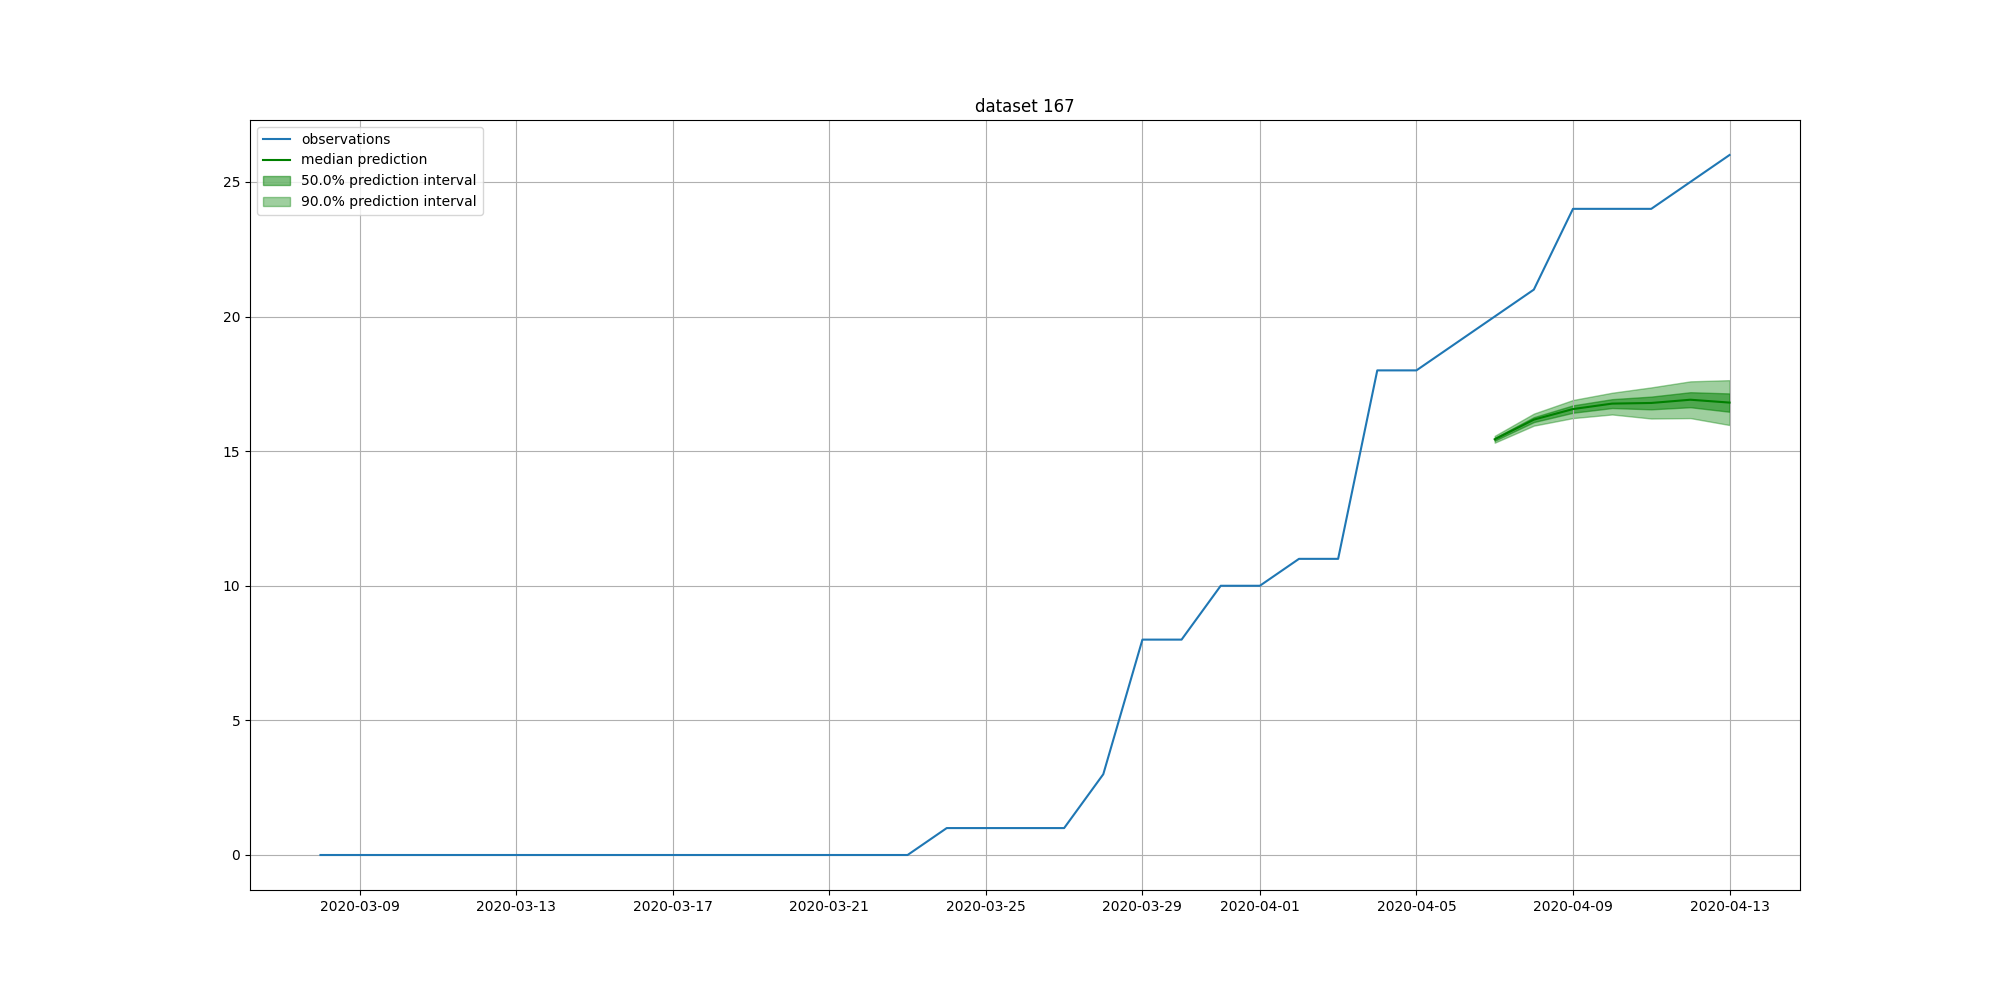 dataset 167
observations
median prediction
50.0% prediction interval
90.0% prediction interval
25
20
15
10
5
0
2020-03-09 2020-03-13 2020-03-17 2020-03-21 2020-03-25 2020-03-29 2020-04-01 2020-04-05 2020-04-09 2020-04-13